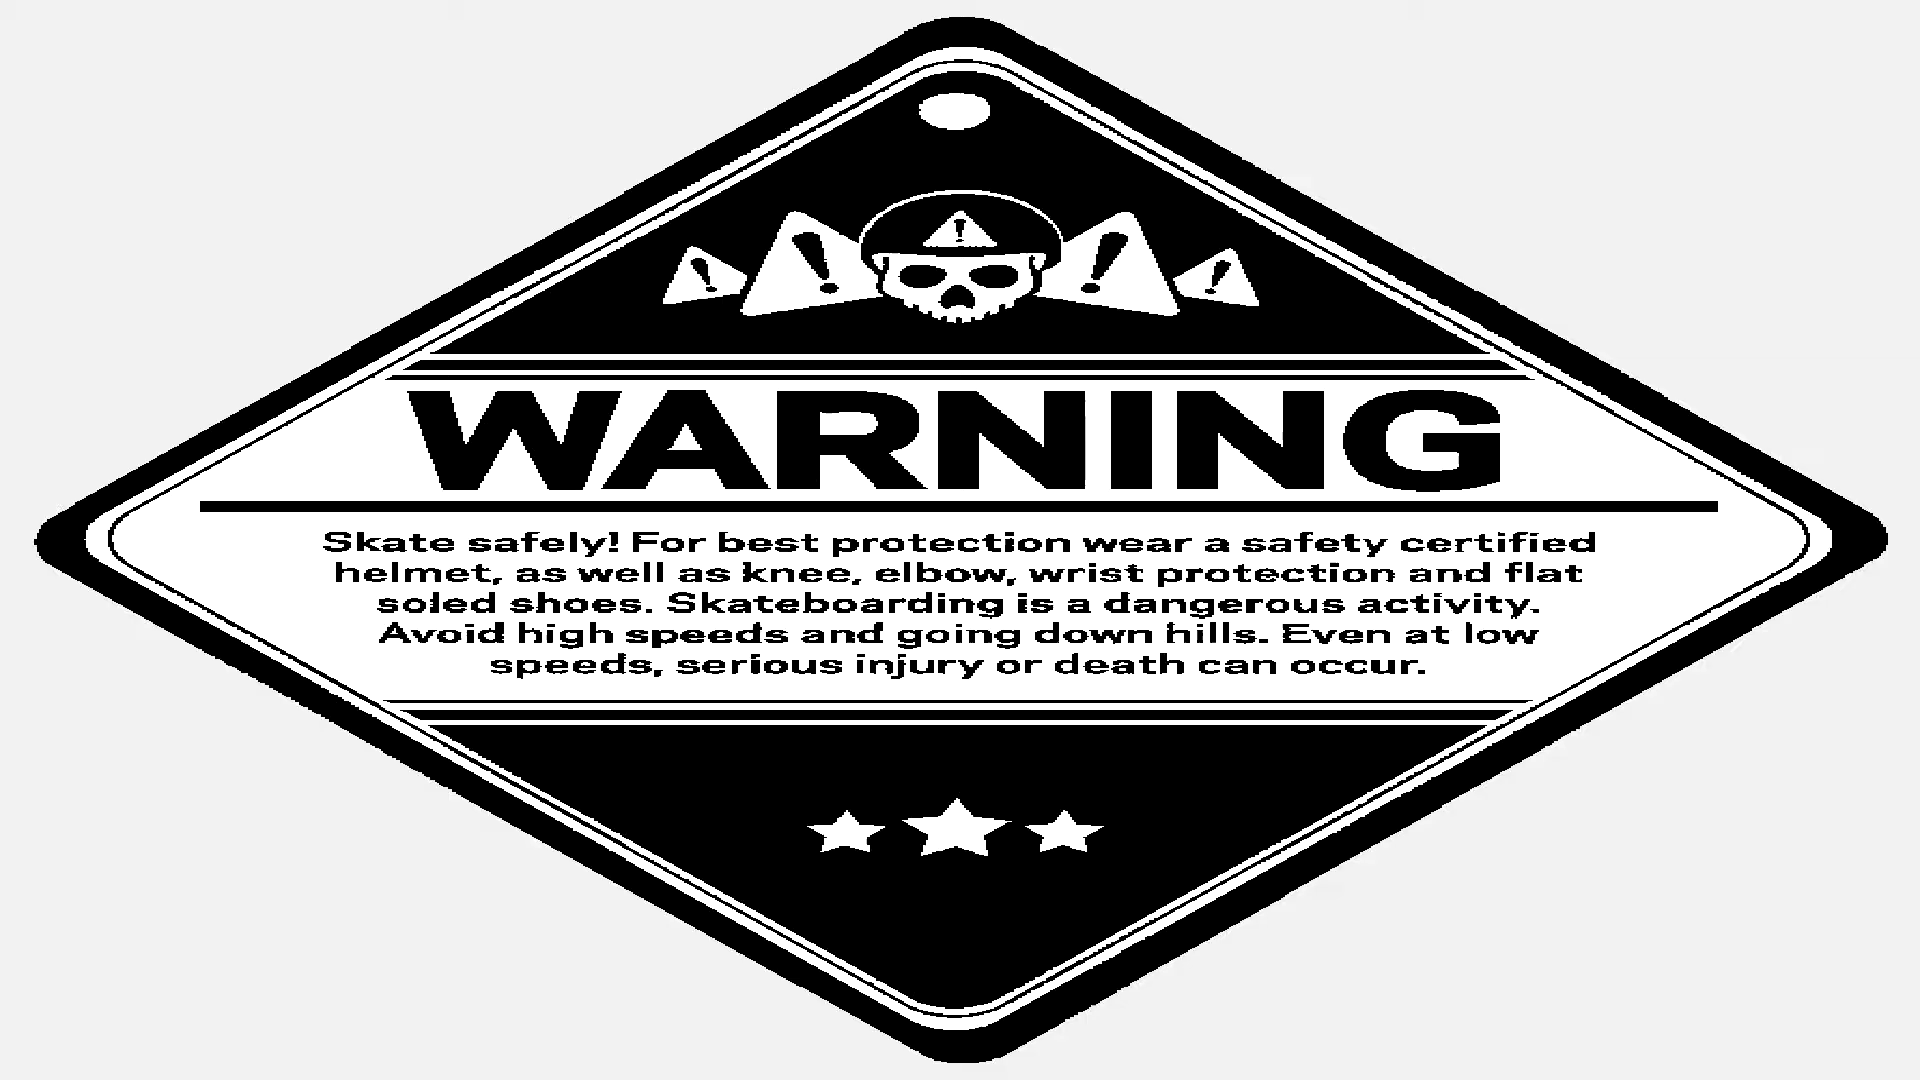 WARNING
Skate safely! For best protection wear a safety certified
helmet, as well as knee, elbow, wrist protection and flat
soled shoes. Skateboarding is a dangerous activity.
Avoid high speeds and going down hills. Even at low
speeds, serious injury or death can occur.